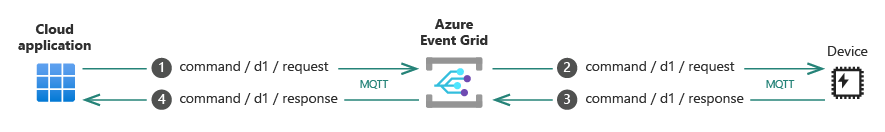 Cloud
application
Azure
Event Grid
Device
1 command / d1 / request
MQTT
2 command / d1 / request
MQTT
4 command / d1 / response
3 command / d1 / response